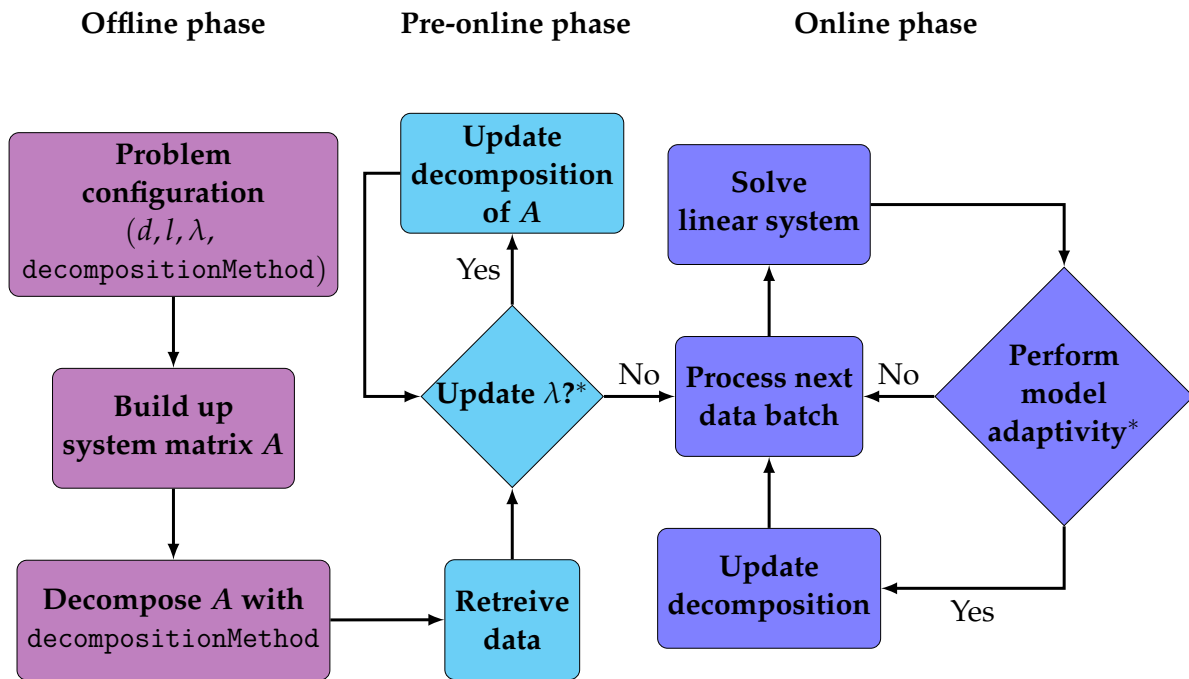 Offline phase
Pre-online phase
Online phase
Problem
configuration
(d, l, λ,
decompositionMethod)
Build up
system matrix A
Decompose A with
decompositionMethod
Update
decomposition
of A
Yes
Update λ?*
No
Retreive
data
Solve
linear system
Process next
data batch
No
Perform
model
adaptivity*
Update
decomposition
Yes